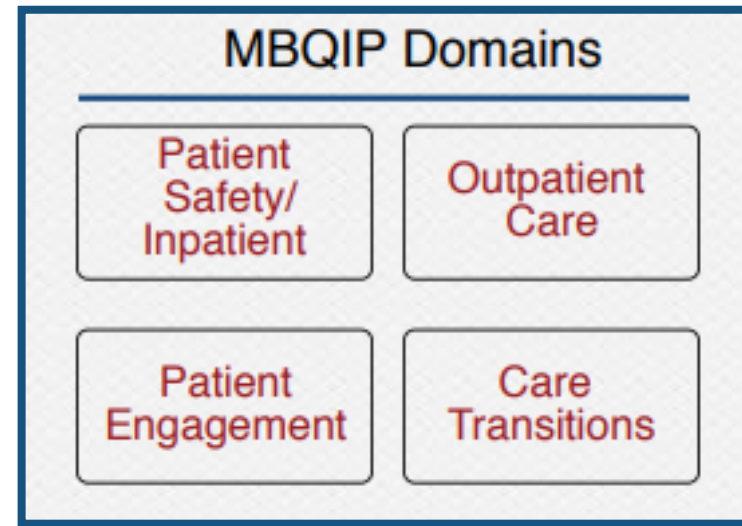 MBQIP Domains
Patient
Safety/
Inpatient
Outpatient
Care
Patient
Engagement
Care
Transitions